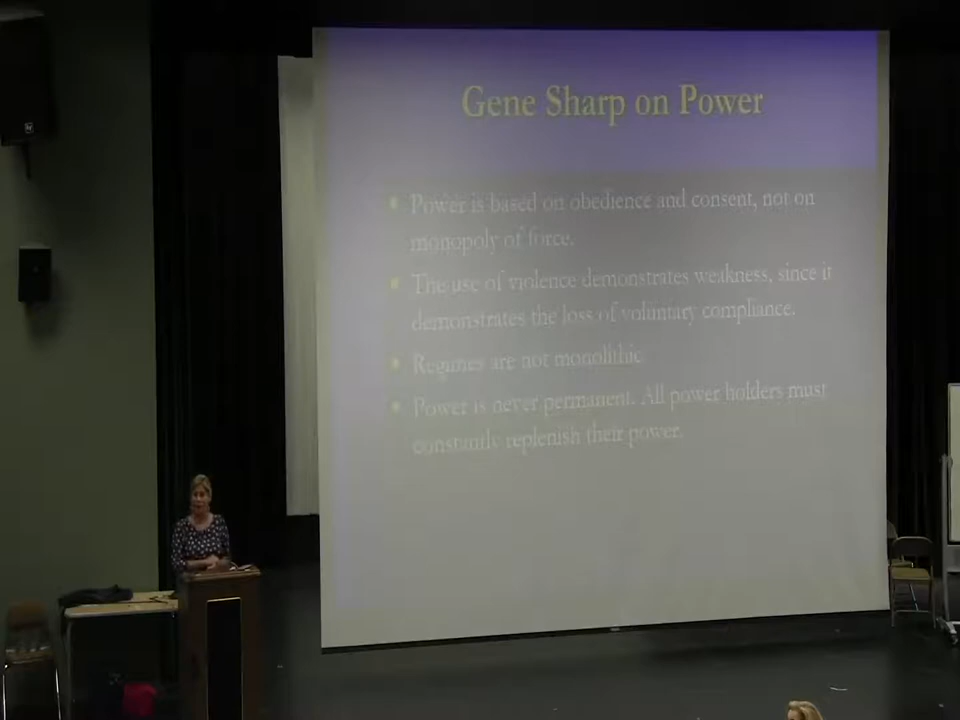 Gene Sharp on Power
Power is based on obedience and consent, not on
monopoly of force.
The use of violence demonstrates weakness, since it
demonstrates the loss of voluntary compliance.
Regimes are not monolithic
Power is never permanent. All power holders must
constantly replenish their power.